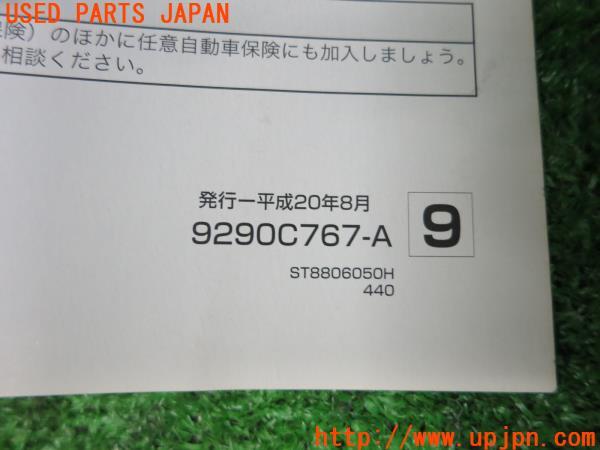 USED PARTS JAPAN
保険）のほかに任意自動車保険にも加入しましょう。
相談ください。
発行ー平成20年8月
9290C767-A
9
ST8806050H
440
http://www.upjpn.com